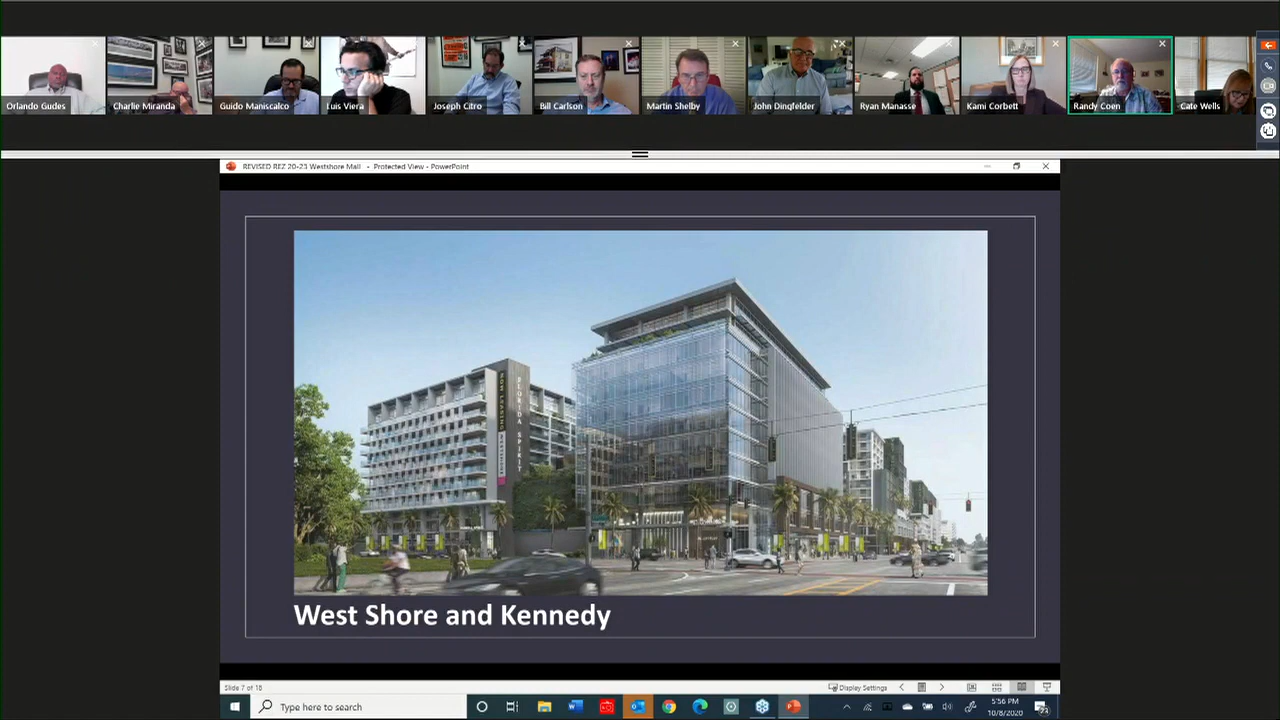 Orlando Gudes
Charlie Miranda
Guido Maniscalco
Luis Viera
Joseph Citro
Bill Carlson
Martin Shelby
John Dingfelder
Ryan Manasse
Kami Corbett
Randy Coen
Cate Wells
REVISED REZ 20-23 Westshore Mall - Protected View - PowerPoint
NOW LEASING
FLORIDA SPIRIT
West Shore and Kennedy
Slide 7 of 18
Display Settings
Type here to search
5:56 PM
10/8/2020